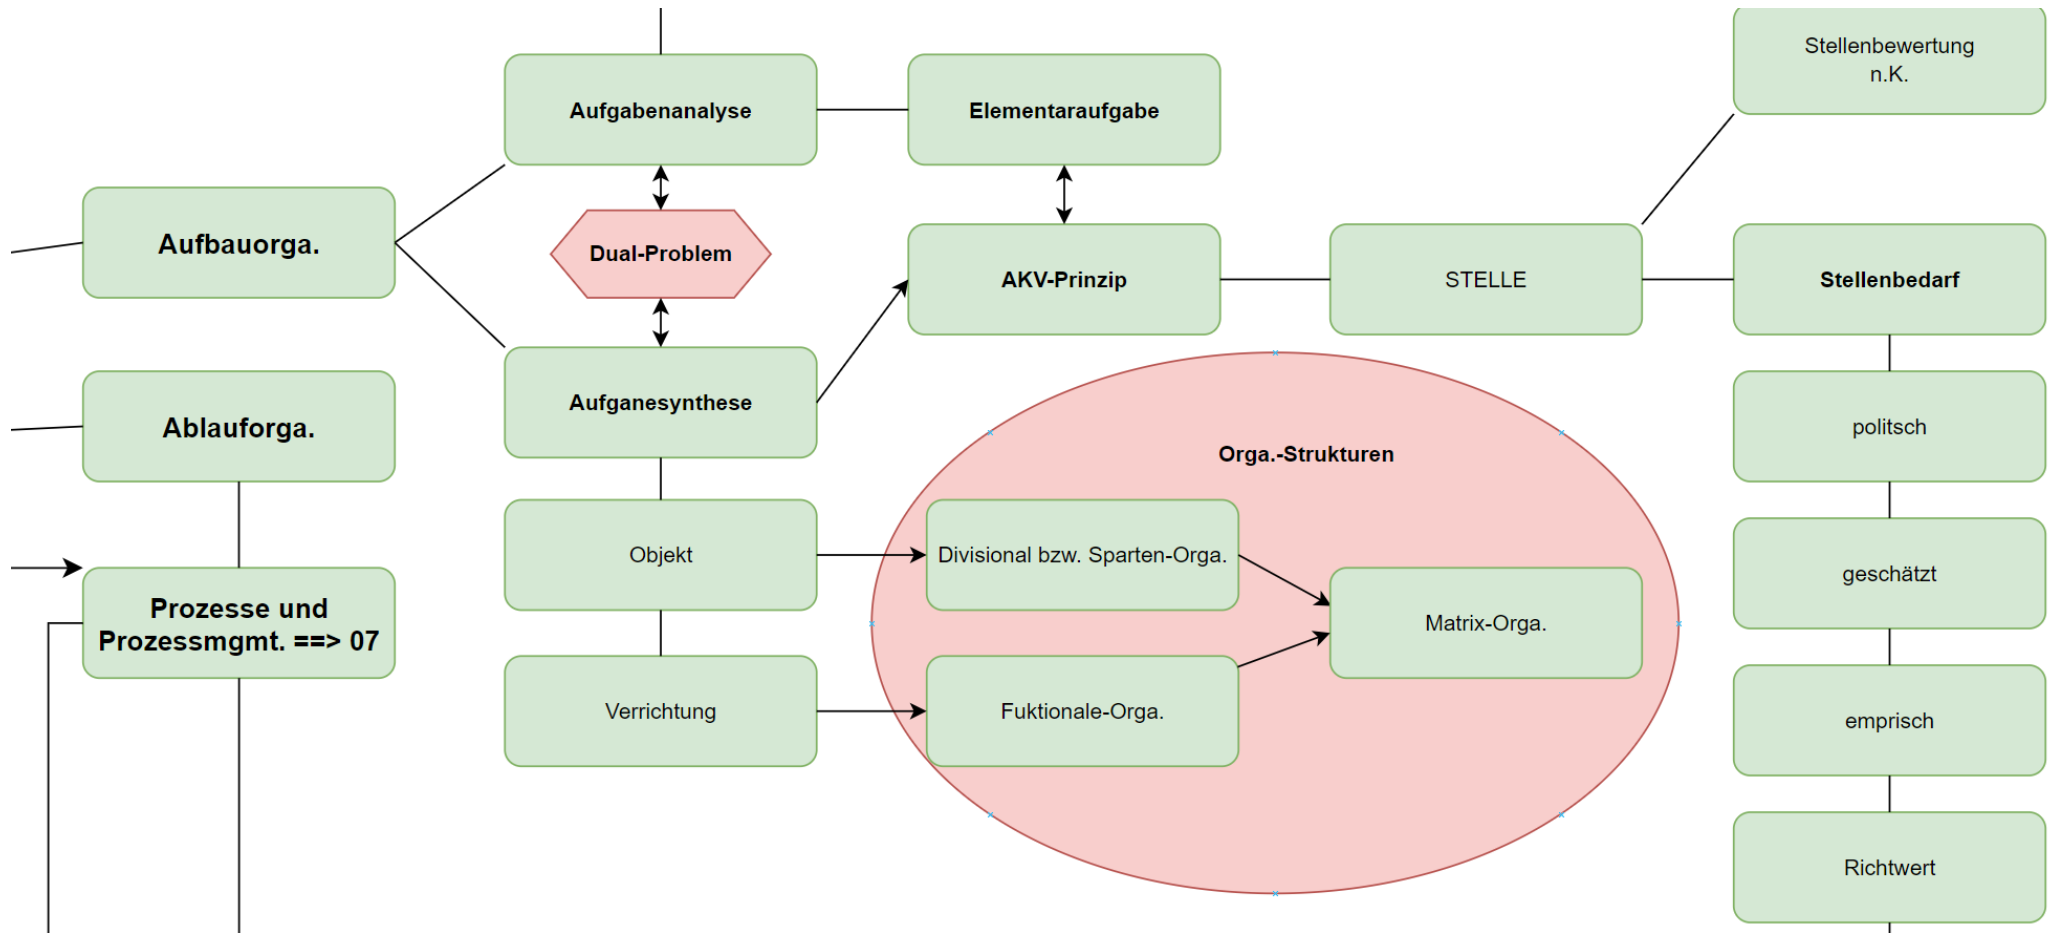 Stellenbewertung
n.K.
Aufgabenanalyse
Elementaraufgabe
Aufbauorga.
Dual-Problem
AKV-Prinzip
STELLE
Stellenbedarf
Aufganesynthese
Ablauforga.
politsch
Orga.-Strukturen
Objekt
Divisional bzw. Sparten-Orga.
geschätzt
Prozesse und
Prozessmgmt. ==> 07
Matrix-Orga.
Verrichtung
Fuktionale-Orga.
emprisch
Richtwert